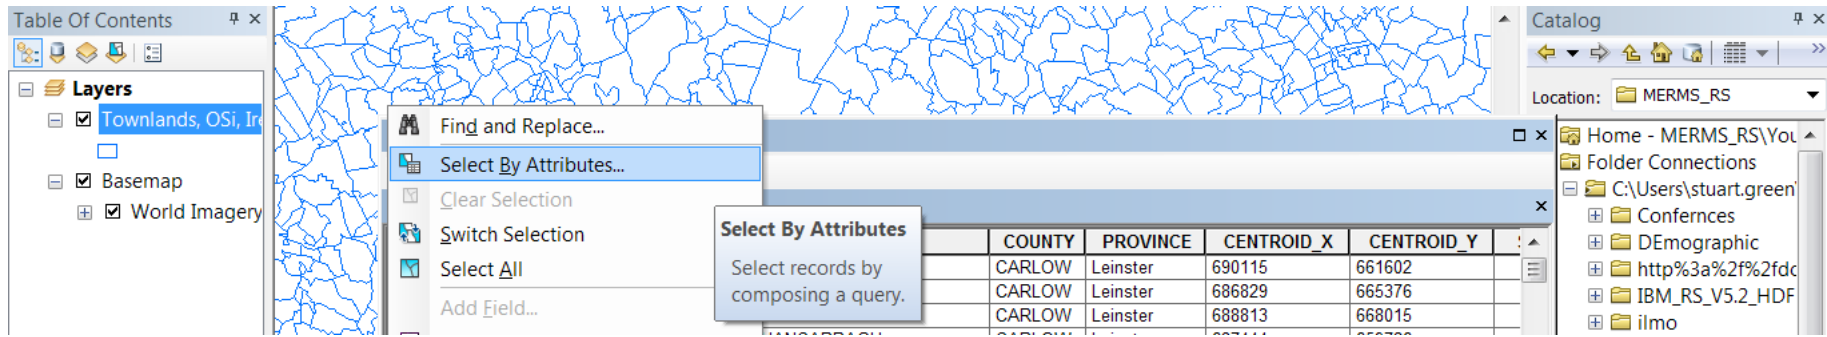 Table Of Contents
Layers
Townlands, OSi, Ire
Basemap
World Imagery
Find and Replace...
Select By Attributes...
Clear Selection
Switch Selection
Select All
Add Field...
Select By Attributes
Select records by
composing a query.
COUNTY PROVINCE CENTROID_X CENTROID_Y
CARLOW Leinster 690115 661602
CARLOW Leinster 686829 665376
CARLOW Leinster 688813 668015
Catalog
Location: MERMS_RS
Home - MERMS_RS\You
Folder Connections
C:\Users\stuart.green\
Confernces
DEmographic
http%3a%2f%2fdc
IBM_RS_V5.2_HDF
ilmo